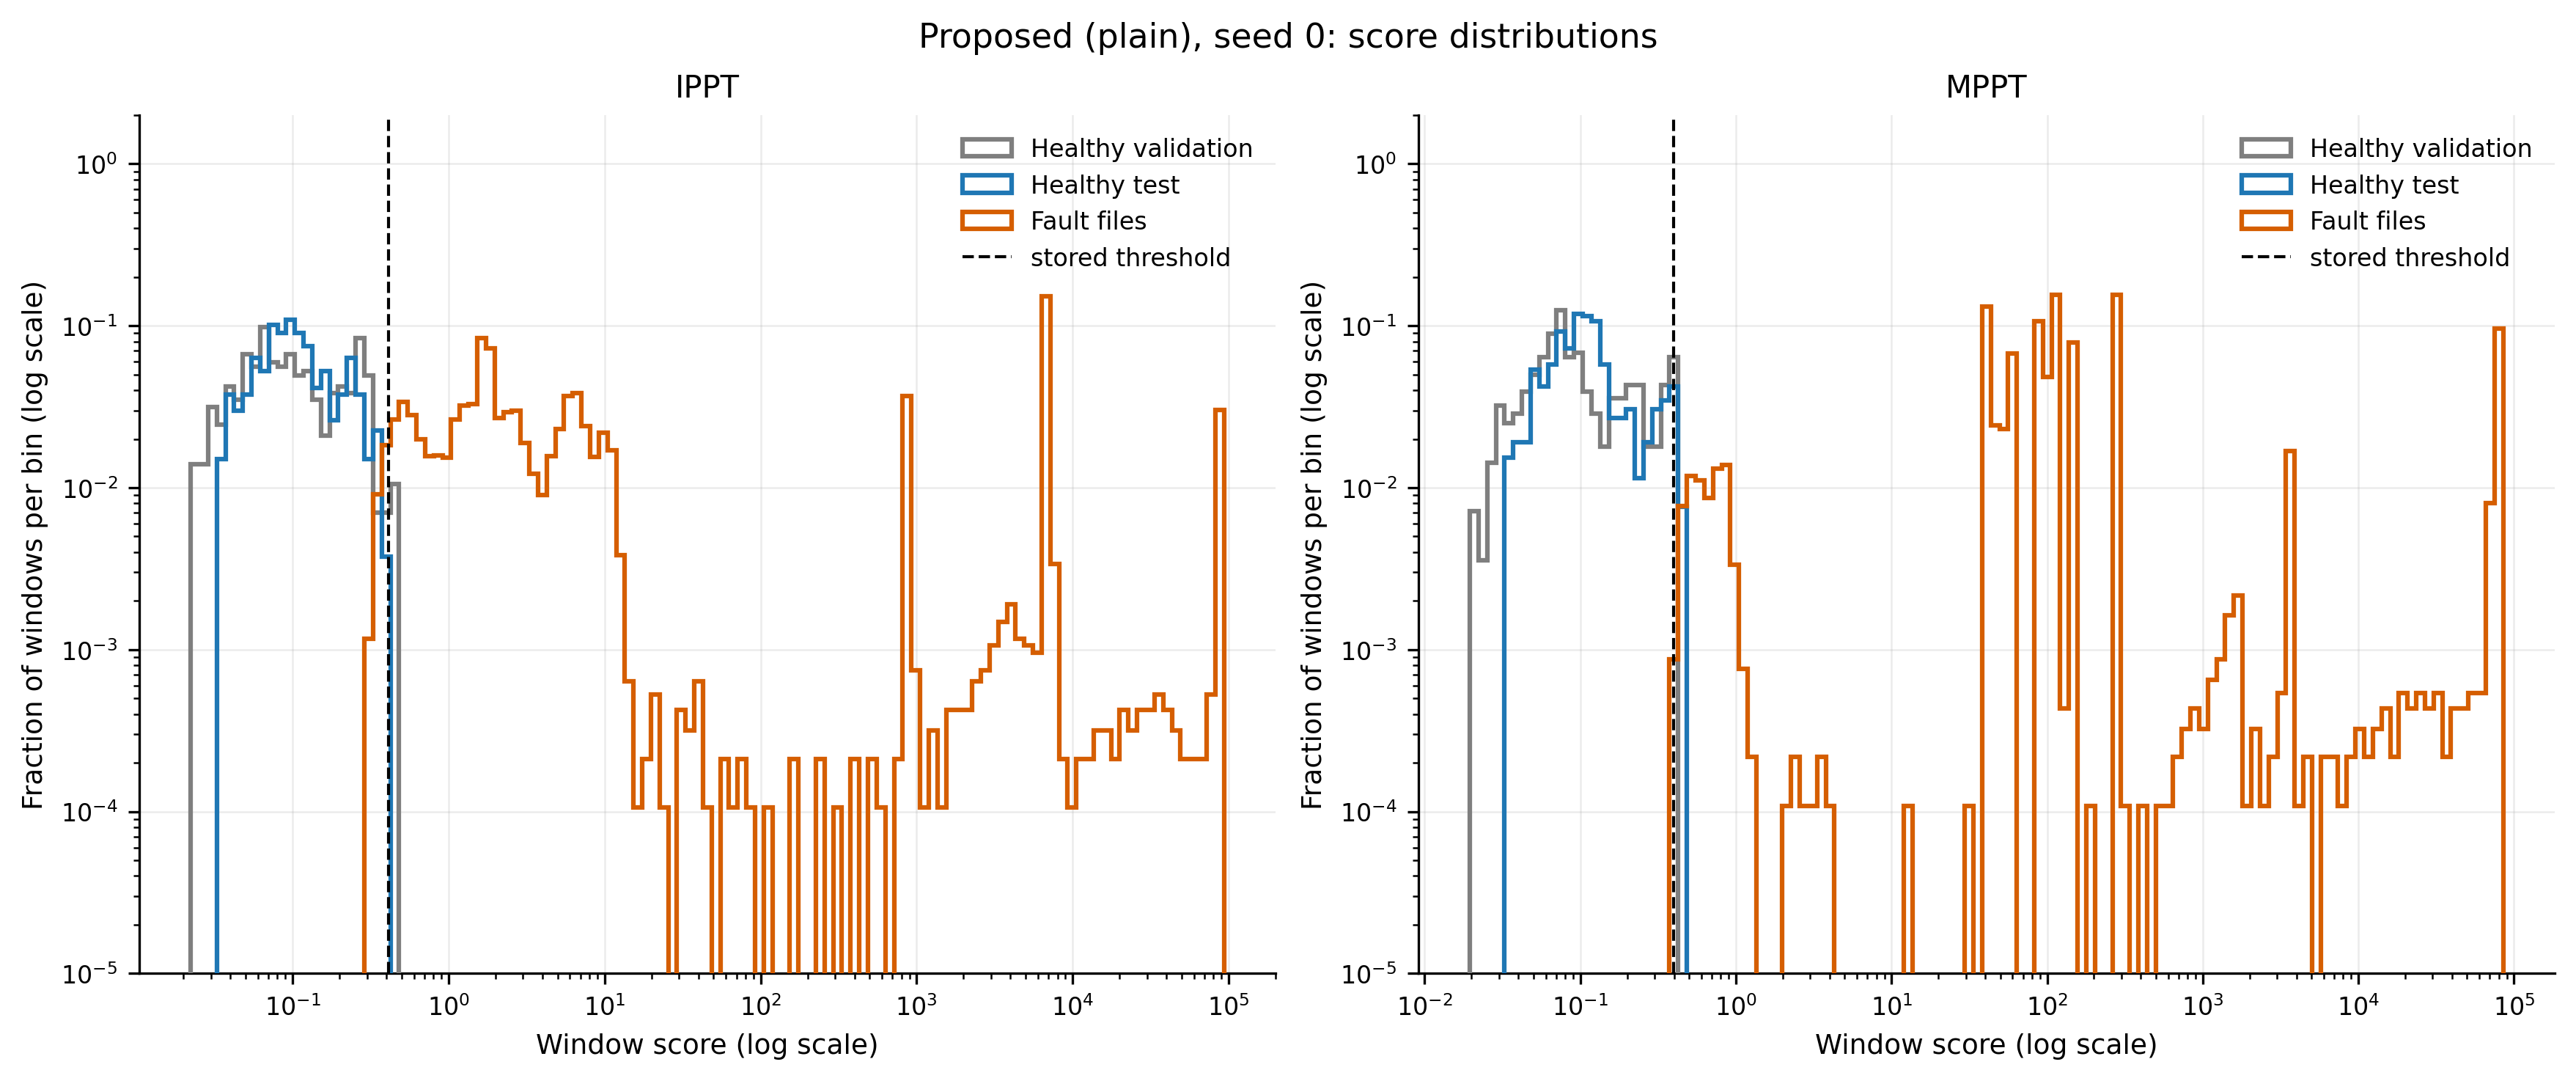 Proposed (plain), seed 0: score distributions
IPPT
Fraction of windows per bin (log scale)
10⁰
10⁻¹
10⁻²
10⁻³
10⁻⁴
10⁻⁵
Healthy validation
Healthy test
Fault files
stored threshold
10⁻¹ 10⁰ 10¹ 10² 10³ 10⁴ 10⁵
Window score (log scale)
MPPT
Fraction of windows per bin (log scale)
10⁰
10⁻¹
10⁻²
10⁻³
10⁻⁴
10⁻⁵
Healthy validation
Healthy test
Fault files
stored threshold
10⁻² 10⁻¹ 10⁰ 10¹ 10² 10³ 10⁴ 10⁵
Window score (log scale)